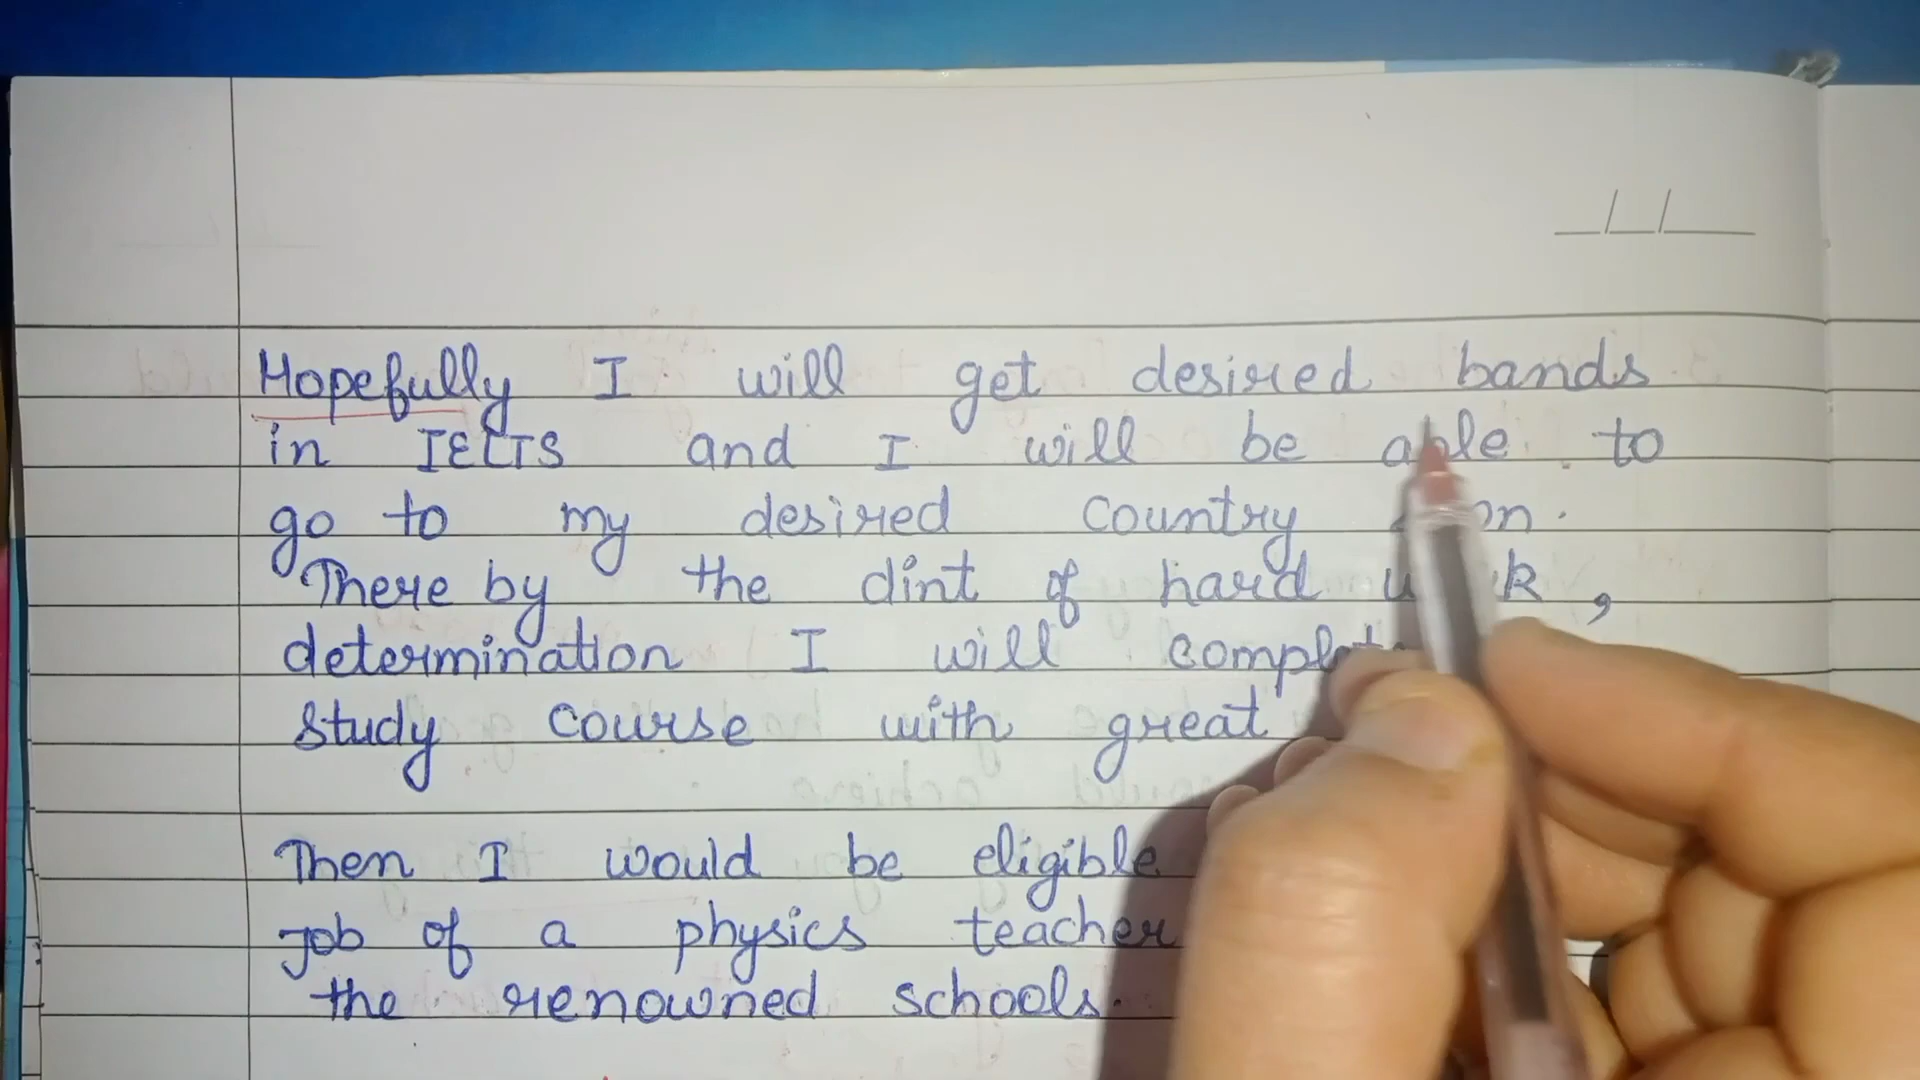 Hopefully I will get desired bands
in IELTS and I will be able to
go to my desired country
There by the dint of hard ,
determination I will
study course with great
Then I would be eligible
job of a physics teacher
the renowned schools.